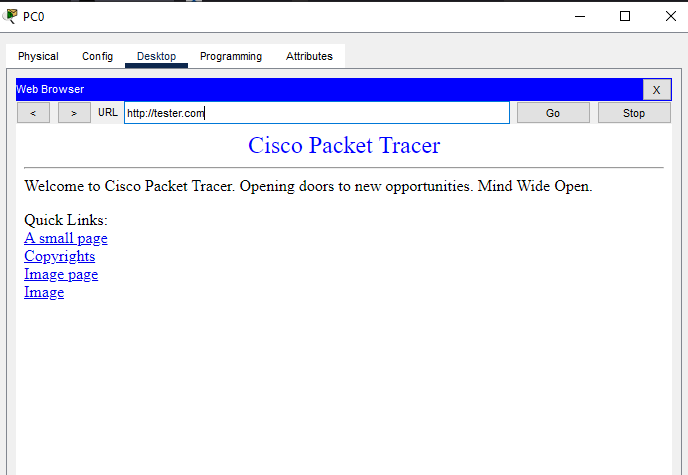 PC0
Physical Config Desktop Programming Attributes
Web Browser X
< > URL http://tester.com Go Stop
Cisco Packet Tracer
Welcome to Cisco Packet Tracer. Opening doors to new opportunities. Mind Wide Open.
Quick Links:
A small page
Copyrights
Image page
Image